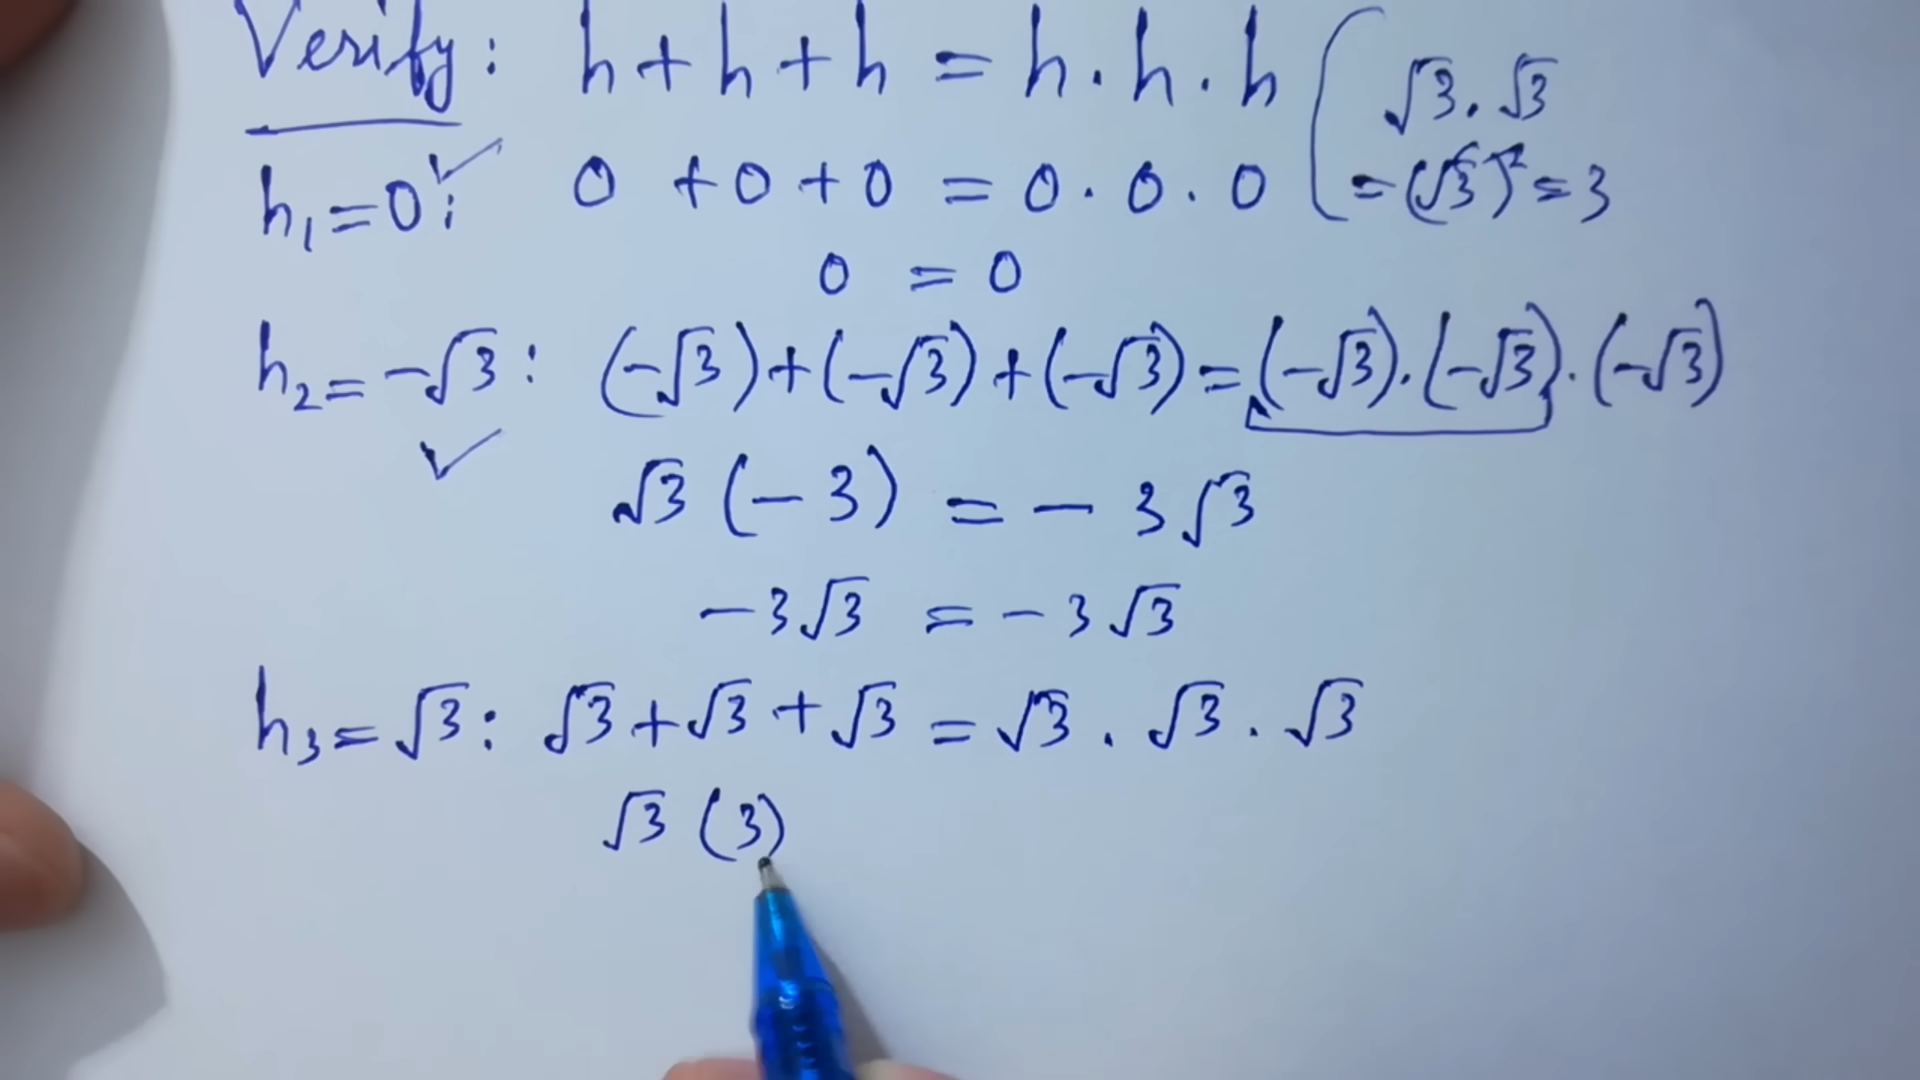 Verify: h + h + h = h · h · h
√3 · √3
h₁ = 0 ✓: 0 + 0 + 0 = 0 · 0 · 0
= (√3)² = 3
0 = 0
h₂ = -√3: (-√3) + (-√3) + (-√3) = (-√3) · (-√3) · (-√3)
✓
√3 (-3) = - 3√3
-3√3 = -3√3
h₃ = √3: √3 + √3 + √3 = √3 · √3 · √3
√3 (3)